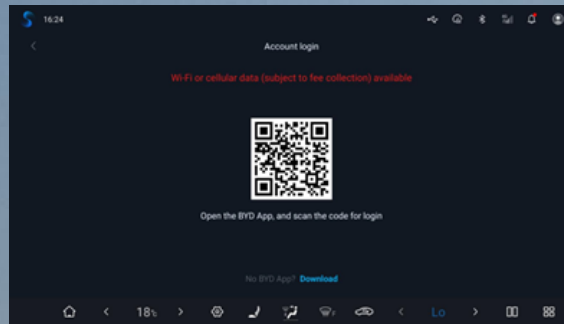 16:24
Account login
Wi-Fi or cellular data (subject to fee collection) available
Open the BYD App, and scan the code for login
No BYD App? Download
18°c Lo